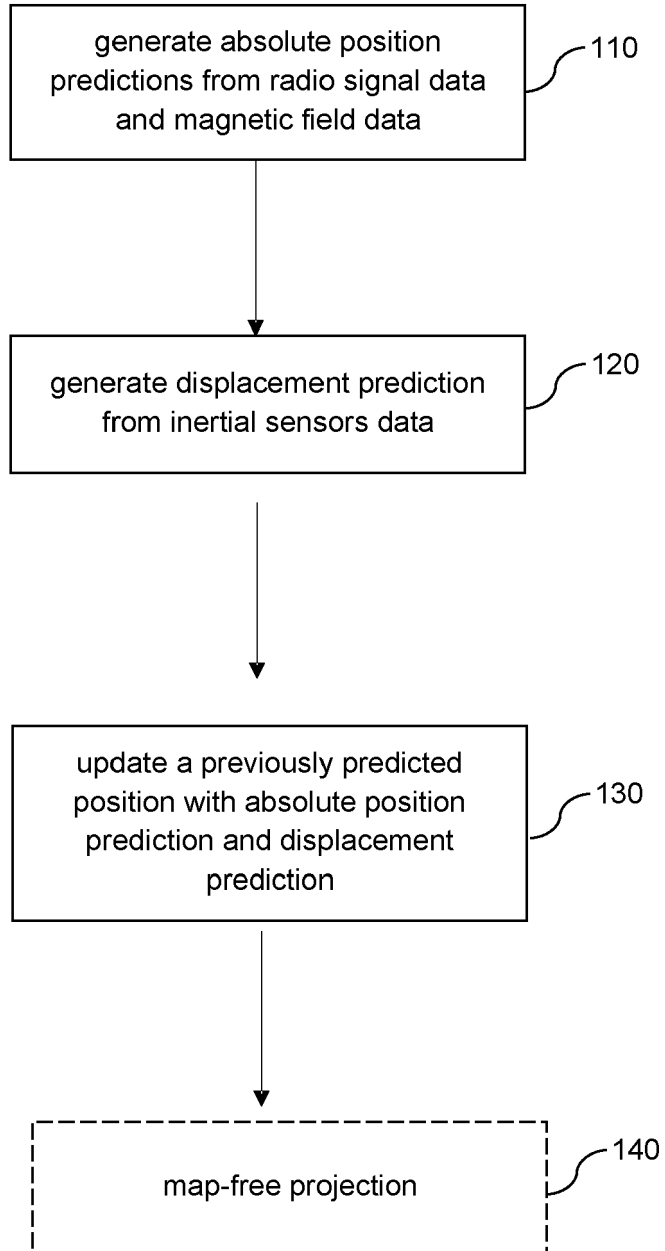 generate absolute position
predictions from radio signal data
and magnetic field data
110
generate displacement prediction
from inertial sensors data
120
update a previously predicted
position with absolute position
prediction and displacement
prediction
130
map-free projection
140